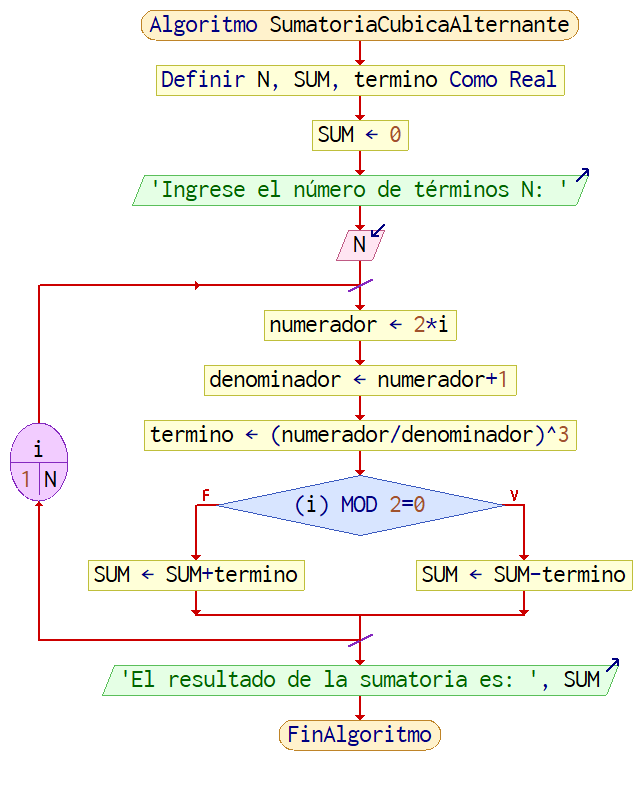 Algoritmo SumatoriaCubicaAlternante
Definir N, SUM, termino Como Real
SUM ← 0
'Ingrese el número de términos N: '
N
numerador ← 2*i
denominador ← numerador+1
termino ← (numerador/denominador)^3
i
1 N
F
(i) MOD 2=0
V
SUM ← SUM+termino
SUM ← SUM-termino
'El resultado de la sumatoria es: ', SUM
FinAlgoritmo